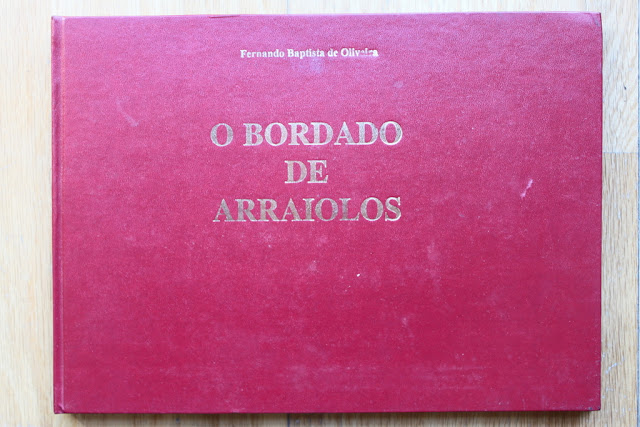 Fernando Baptista de Oliveira
O BORDADO
DE
ARRAIOLOS